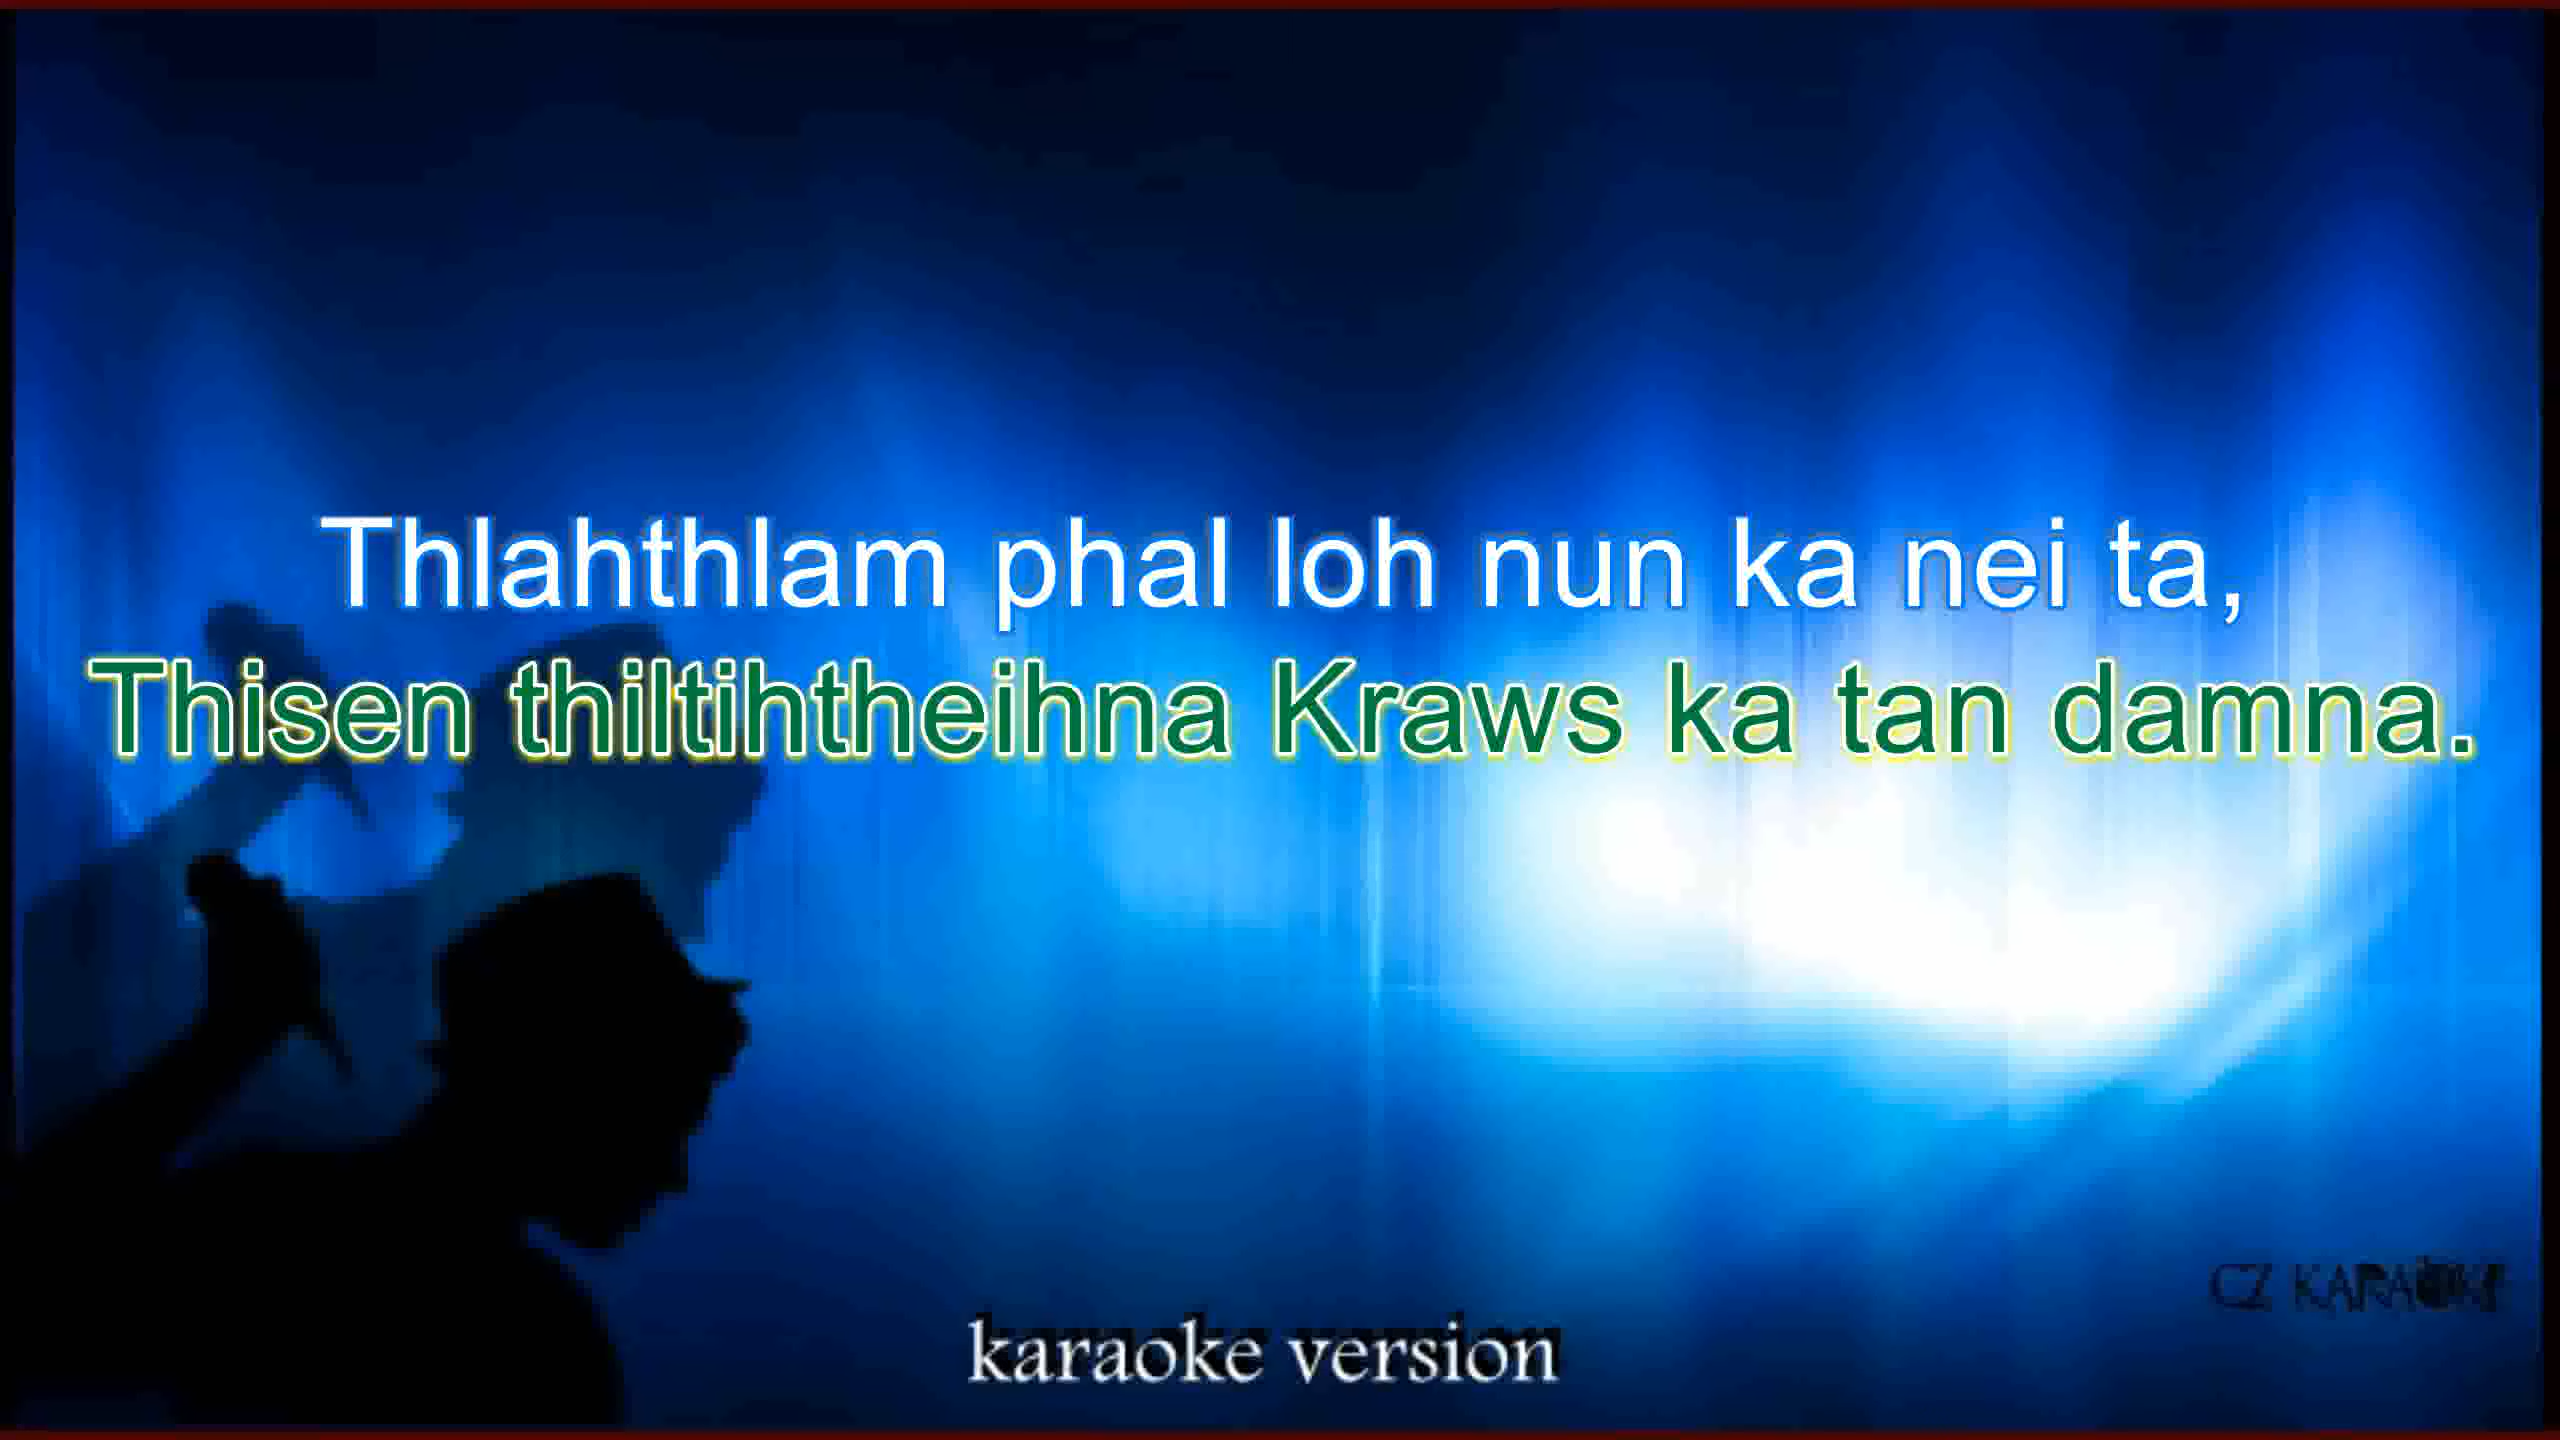 Thlahthlam phal loh nun ka nei ta,
Thisen thiltihtheihna Kraws ka tan damna.
CZ KARAOKE
karaoke version